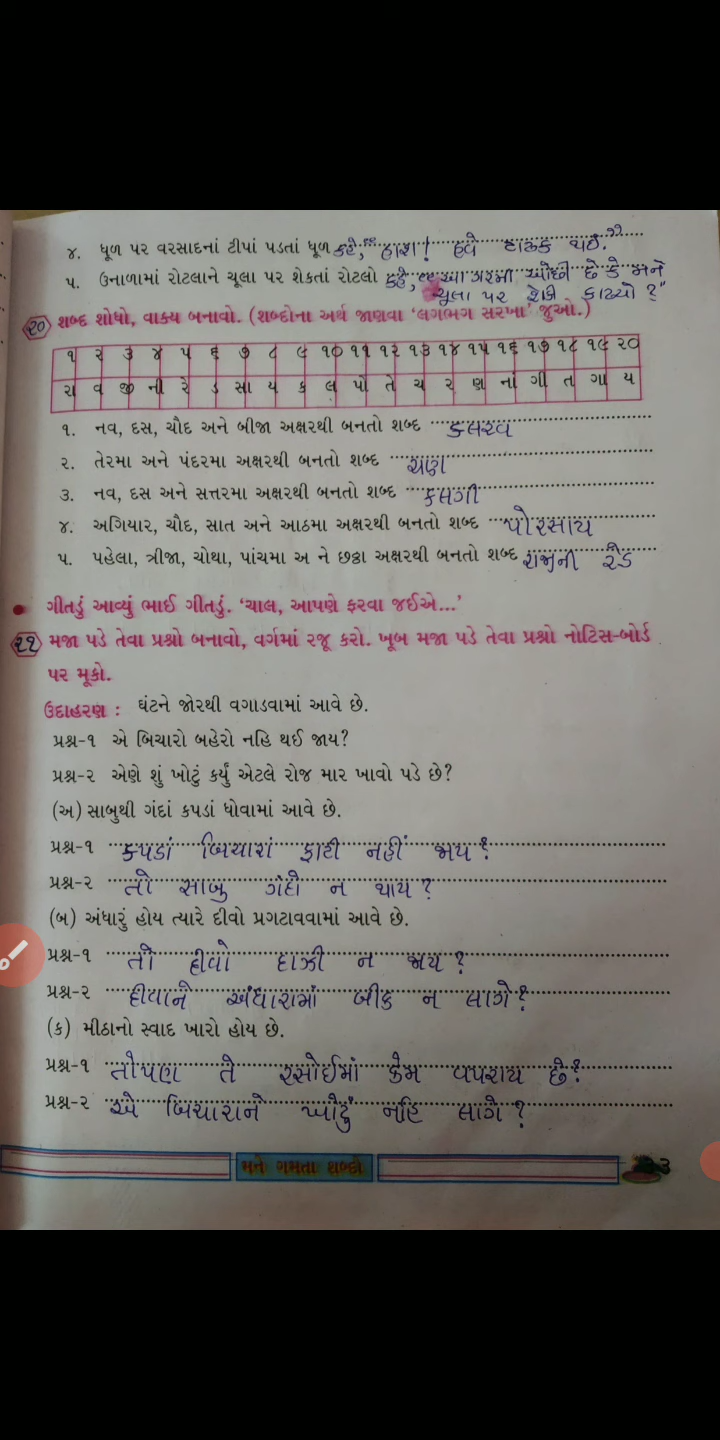 ૪. ધૂળ પર વરસાદનાં ટીપાં પડતાં ધૂળ કહે, "હાશ! હવે ઠાઢક થઈ."
૫. ઉનાળામાં રોટલાને ચૂલા પર શેકતાં રોટલો કહે, "આ ગરમી ઓછી છે કે મને
ચૂલા પર શેકી કાઢ્યો?"
૨૦ શબ્દ શોધો, વાક્ય બનાવો. (શબ્દોના અર્થ જાણવા 'લગભગ સરખા' જુઓ.)
૧ ૨ ૩ ૪ ૫ ૬ ૭ ૮ ૯ ૧૦ ૧૧ ૧૨ ૧૩ ૧૪ ૧૫ ૧૬ ૧૭ ૧૮ ૧૯ ૨૦
રા વ જી ની રે ડ સા ય ક લ પો તે ચ ર ણ નાં ગી ત ગા ય
૧. નવ, દસ, ચૌદ અને બીજા અક્ષરથી બનતો શબ્દ કલરવ
૨. તેરમા અને પંદરમા અક્ષરથી બનતો શબ્દ ચણ
૩. નવ, દસ અને સત્તરમા અક્ષરથી બનતો શબ્દ કલગી
૪. અગિયાર, ચૌદ, સાત અને આઠમા અક્ષરથી બનતો શબ્દ પોરસાય
૫. પહેલા, ત્રીજા, ચોથા, પાંચમા અ ને છઠ્ઠા અક્ષરથી બનતો શબ્દ રાજીની રેડ
• ગીતડું આવ્યું ભાઈ ગીતડું. 'ચાલ, આપણે ફરવા જઈએ...'
૨૧ મજા પડે તેવા પ્રશ્નો બનાવો, વર્ગમાં રજૂ કરો. ખૂબ મજા પડે તેવા પ્રશ્નો નોટિસ-બોર્ડ
પર મૂકો.
ઉદાહરણ : ઘંટને જોરથી વગાડવામાં આવે છે.
પ્રશ્ન-૧ એ બિચારો બહેરો નહિ થઈ જાય?
પ્રશ્ન-૨ એણે શું ખોટું કર્યું એટલે રોજ માર ખાવો પડે છે?
(અ) સાબુથી ગંદાં કપડાં ધોવામાં આવે છે.
પ્રશ્ન-૧ કપડાં બિચારાં ફાટી નહીં જાય?
પ્રશ્ન-૨ તો સાબુ ગંદો ન થાય?
(બ) અંધારું હોય ત્યારે દીવો પ્રગટાવવામાં આવે છે.
પ્રશ્ન-૧ તો દીવો દાઝી ન જાય?
પ્રશ્ન-૨ દીવાને અંધારામાં બીક ન લાગે?
(ક) મીઠાનો સ્વાદ ખારો હોય છે.
પ્રશ્ન-૧ તોપણ તે રસોઈમાં કેમ વપરાય છે?
પ્રશ્ન-૨ એ બિચારાને ખોટું નહિ લાગે?
મને ગમતા શબ્દો